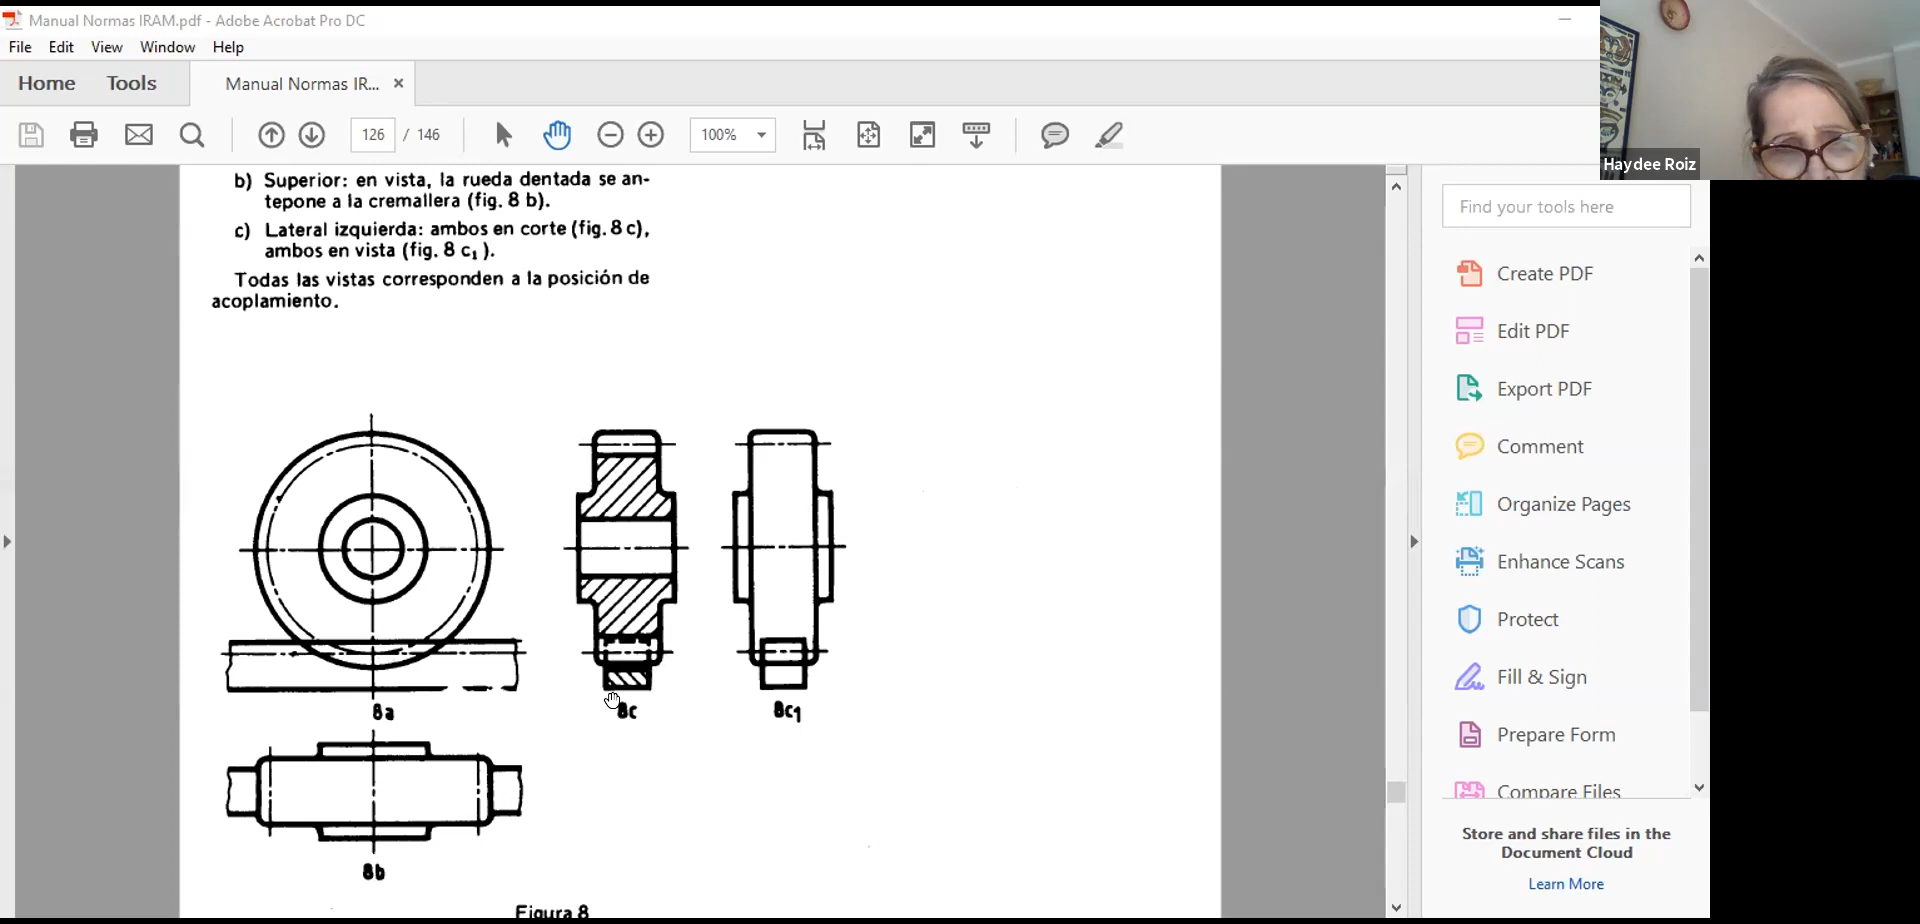 Manual Normas IRAM.pdf - Adobe Acrobat Pro DC
File Edit View Window Help
Home Tools Manual Normas IR... ×
126 / 146 100%
Haydee Roiz
b) Superior: en vista, la rueda dentada se an-
tepone a la cremallera (fig. 8 b).
c) Lateral izquierda: ambos en corte (fig. 8 c),
ambos en vista (fig. 8 c₁ ).
Todas las vistas corresponden a la posición de
acoplamiento.
8a
8c
8c1
8b
Figura 8
Find your tools here
Create PDF
Edit PDF
Export PDF
Comment
Organize Pages
Enhance Scans
Protect
Fill & Sign
Prepare Form
Compare Files
Store and share files in the
Document Cloud
Learn More